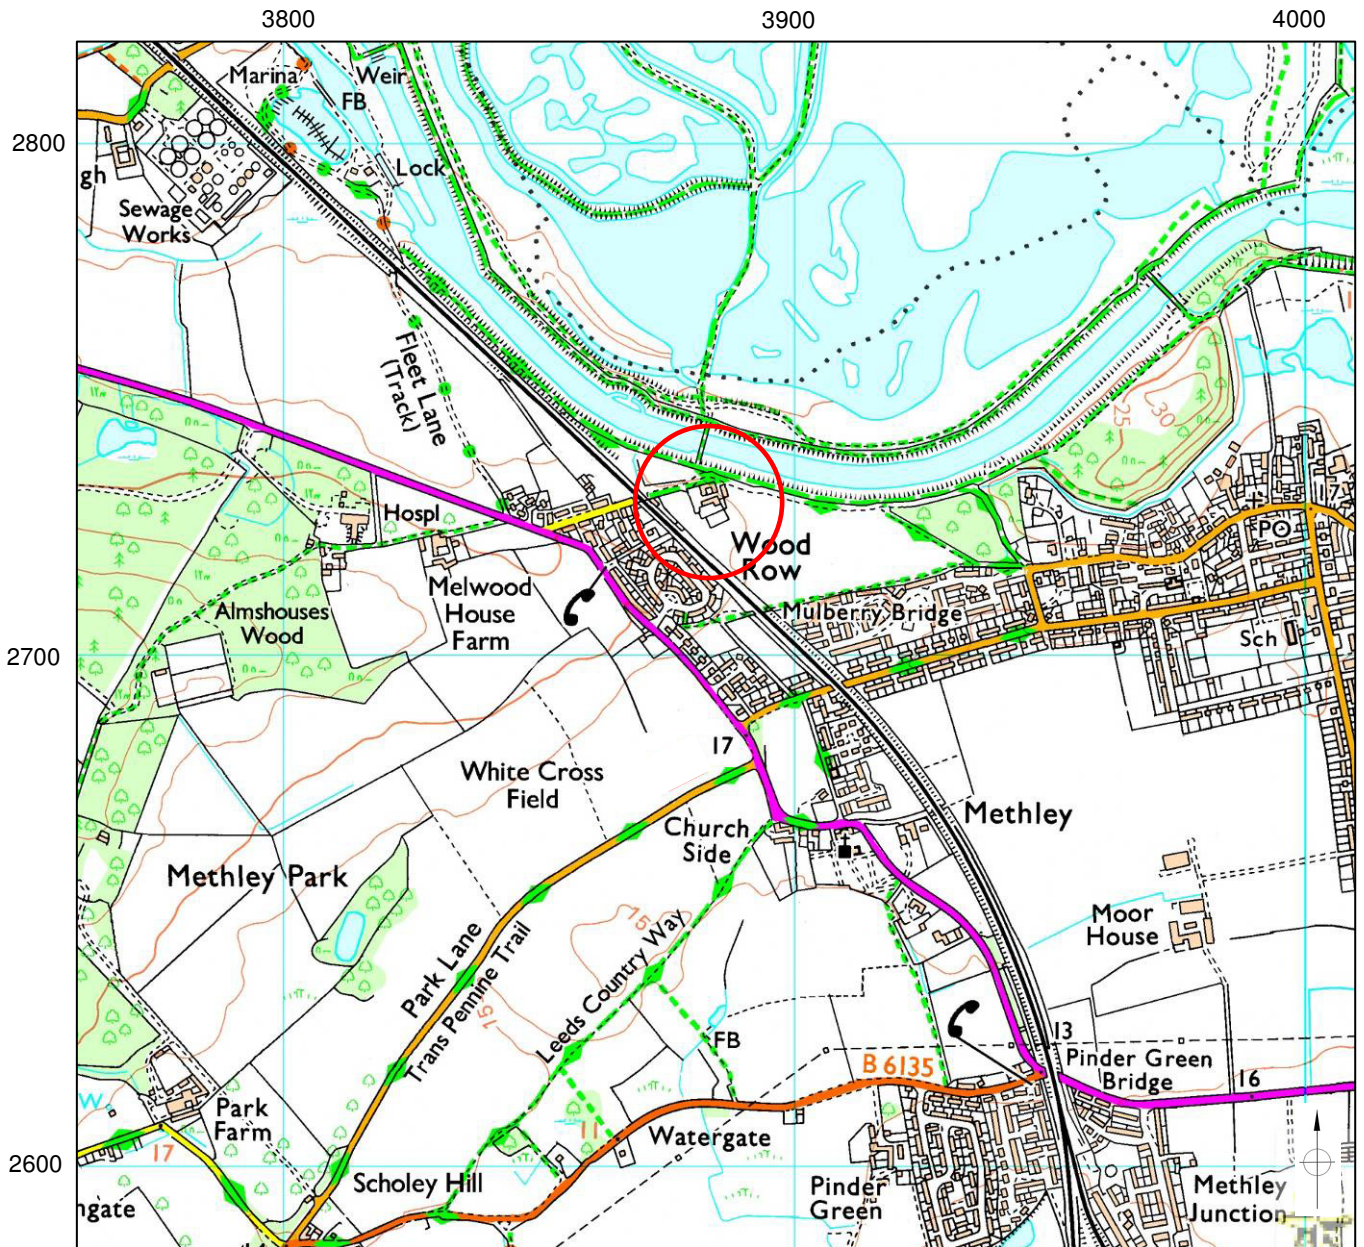 3800
3900
4000
Marina
Weir
FB
2800
Lock
gh
Sewage
Works
Fleet Lane
(Track)
25
30
Hospl
Wood
Row
PO
17
Melwood
House
Farm
Almshouses
Wood
Mulberry Bridge
Sch
2700
17
White Cross
Field
Church
Side
Methley
Methley Park
15
Moor
House
Park Lane
Trans Pennine Trail
15
Leeds Country Way
FB
13
B 6135
Pinder Green
Bridge
16
W
Park
Farm
17
11
Watergate
2600
Scholey Hill
Pinder
Green
Methley
Junction
ngate